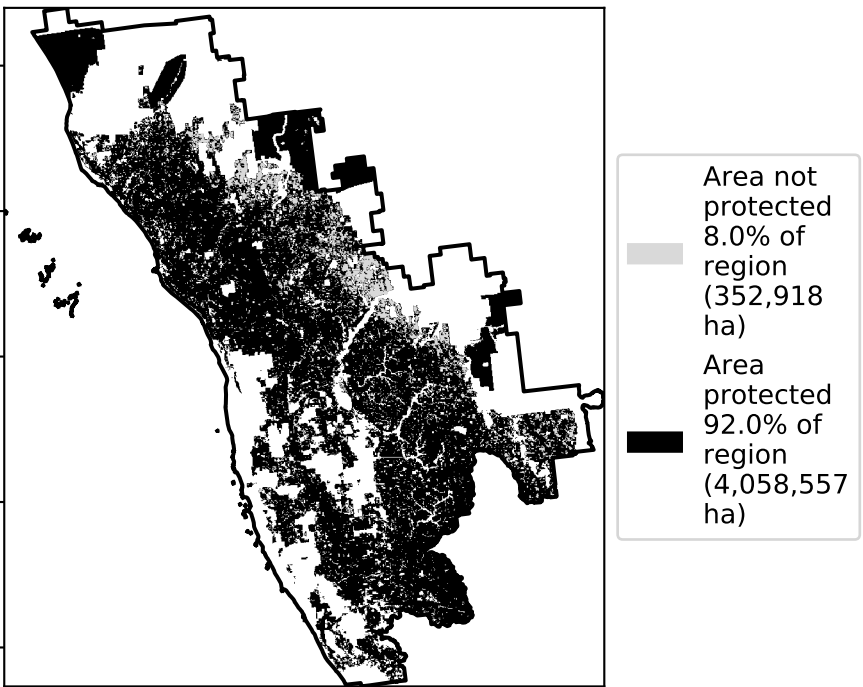 Area not
protected
8.0% of
region
(352,918
ha)
Area
protected
92.0% of
region
(4,058,557
ha)